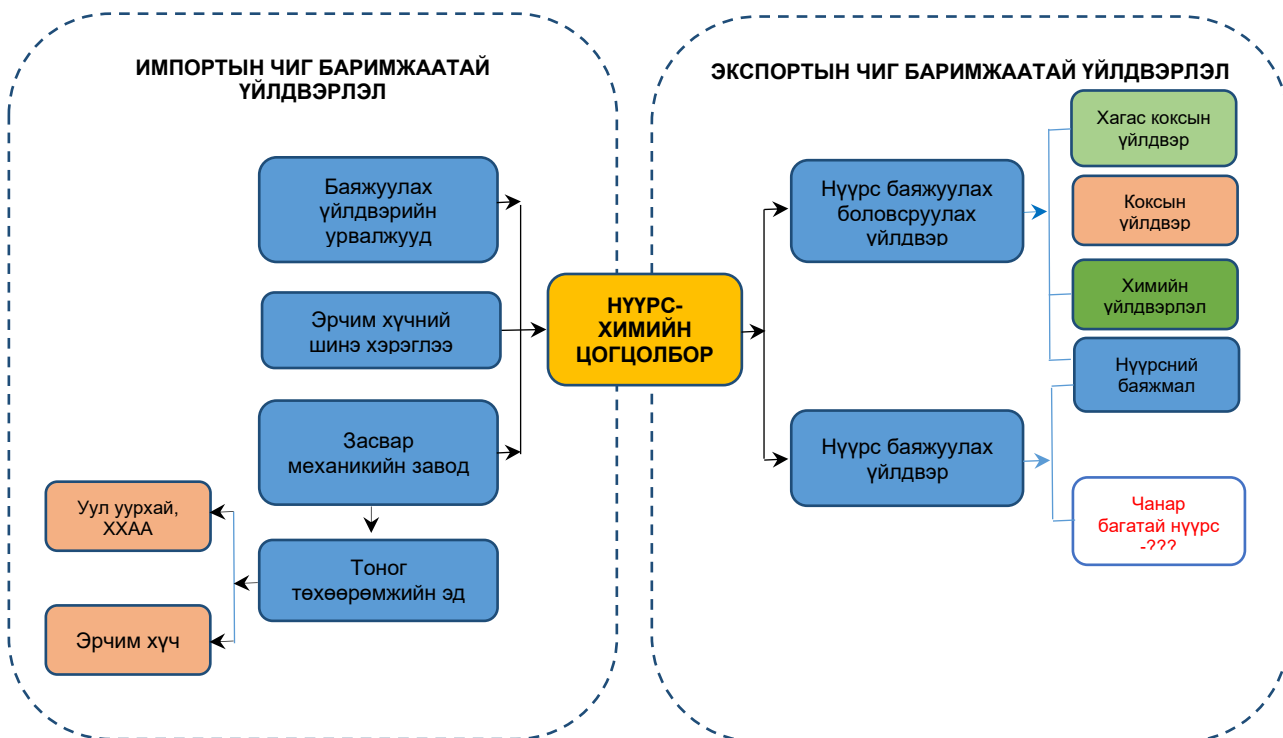 ИМПОРТЫН ЧИГ БАРИМЖААТАЙ
ҮЙЛДВЭРЛЭЛ
Баяжуулах
үйлдвэрийн
урвалжууд
Эрчим хүчний
шинэ хэрэглээ
Засвар
механикийн завод
Уул уурхай,
ХХАА
Тоног
төхөөрөмжийн эд
Эрчим хүч
НҮҮРС-
ХИМИЙН
ЦОГЦОЛБОР
ЭКСПОРТЫН ЧИГ БАРИМЖААТАЙ ҮЙЛДВЭРЛЭЛ
Нүүрс баяжуулах
боловсруулах
үйлдвэр
Нүүрс баяжуулах
үйлдвэр
Хагас коксын
үйлдвэр
Коксын
үйлдвэр
Химийн
үйлдвэрлэл
Нүүрсний
баяжмал
Чанар
багатай нүүрс
-???